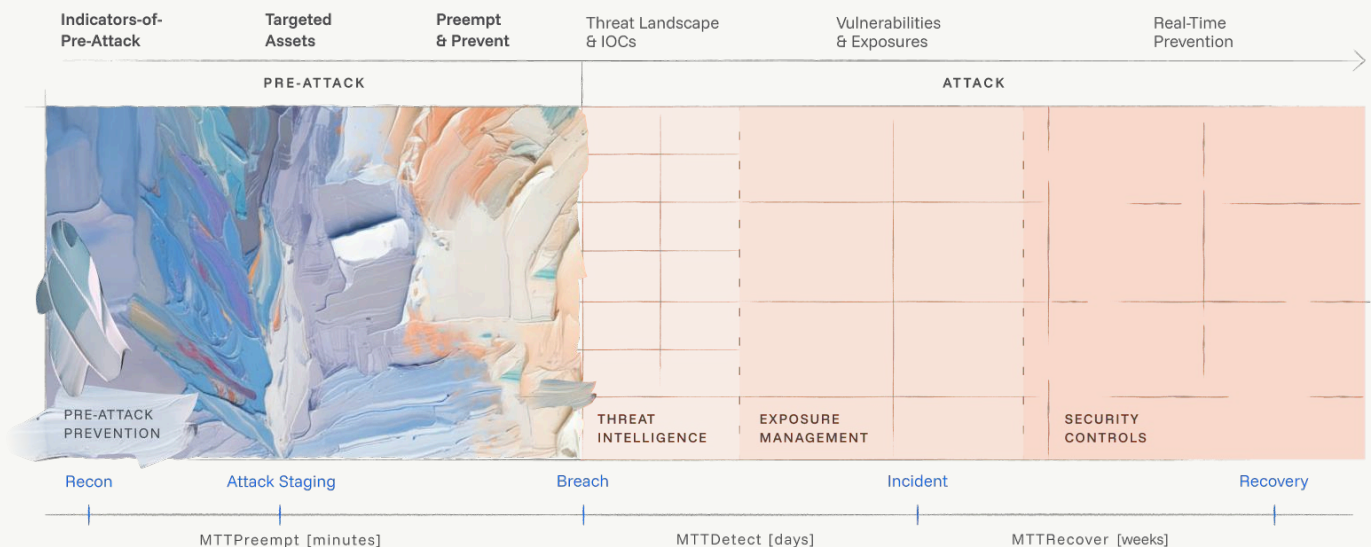 Indicators-of-
Pre-Attack
Targeted
Assets
Preempt
& Prevent
Threat Landscape
& IOCs
Vulnerabilities
& Exposures
Real-Time
Prevention
PRE-ATTACK
ATTACK
PRE-ATTACK
PREVENTION
THREAT
INTELLIGENCE
EXPOSURE
MANAGEMENT
SECURITY
CONTROLS
Recon
Attack Staging
Breach
Incident
Recovery
MTTPreempt [minutes]
MTTDetect [days]
MTTRecover [weeks]